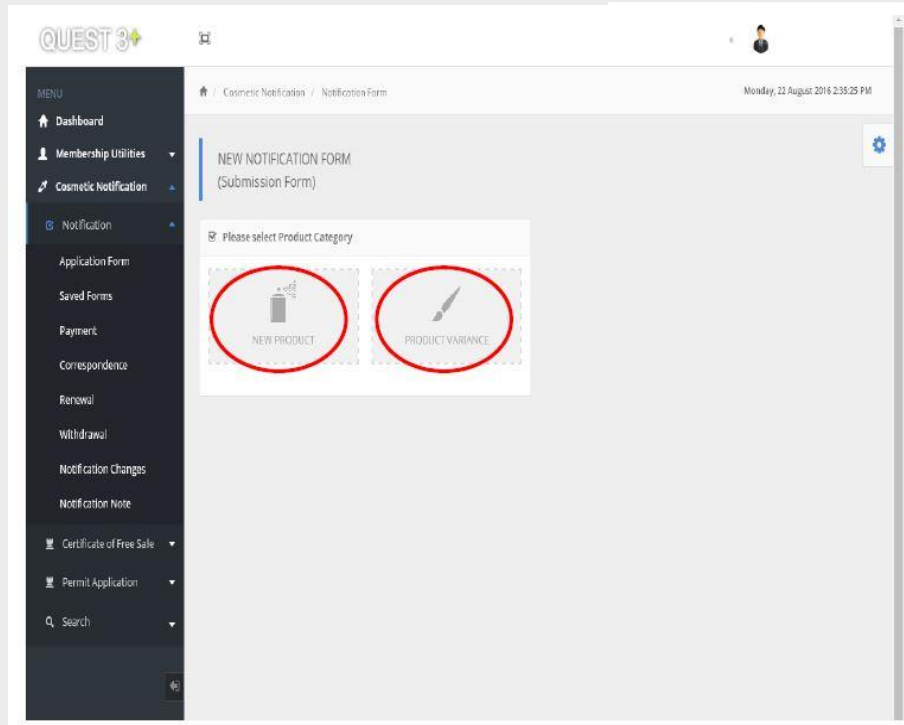 QUEST 3+
MENU
Dashboard
Membership Utilities
Cosmetic Notification
Notification
Application Form
Saved Forms
Payment
Correspondence
Renewal
Withdrawal
Notification Changes
Notification Note
Certificate of Free Sale
Permit Application
Search
/ Cosmetic Notification / Notification Form
Monday, 22 August 2016 2:35:25 PM
NEW NOTIFICATION FORM
(Submission Form)
Please select Product Category
NEW PRODUCT
PRODUCT VARIANCE